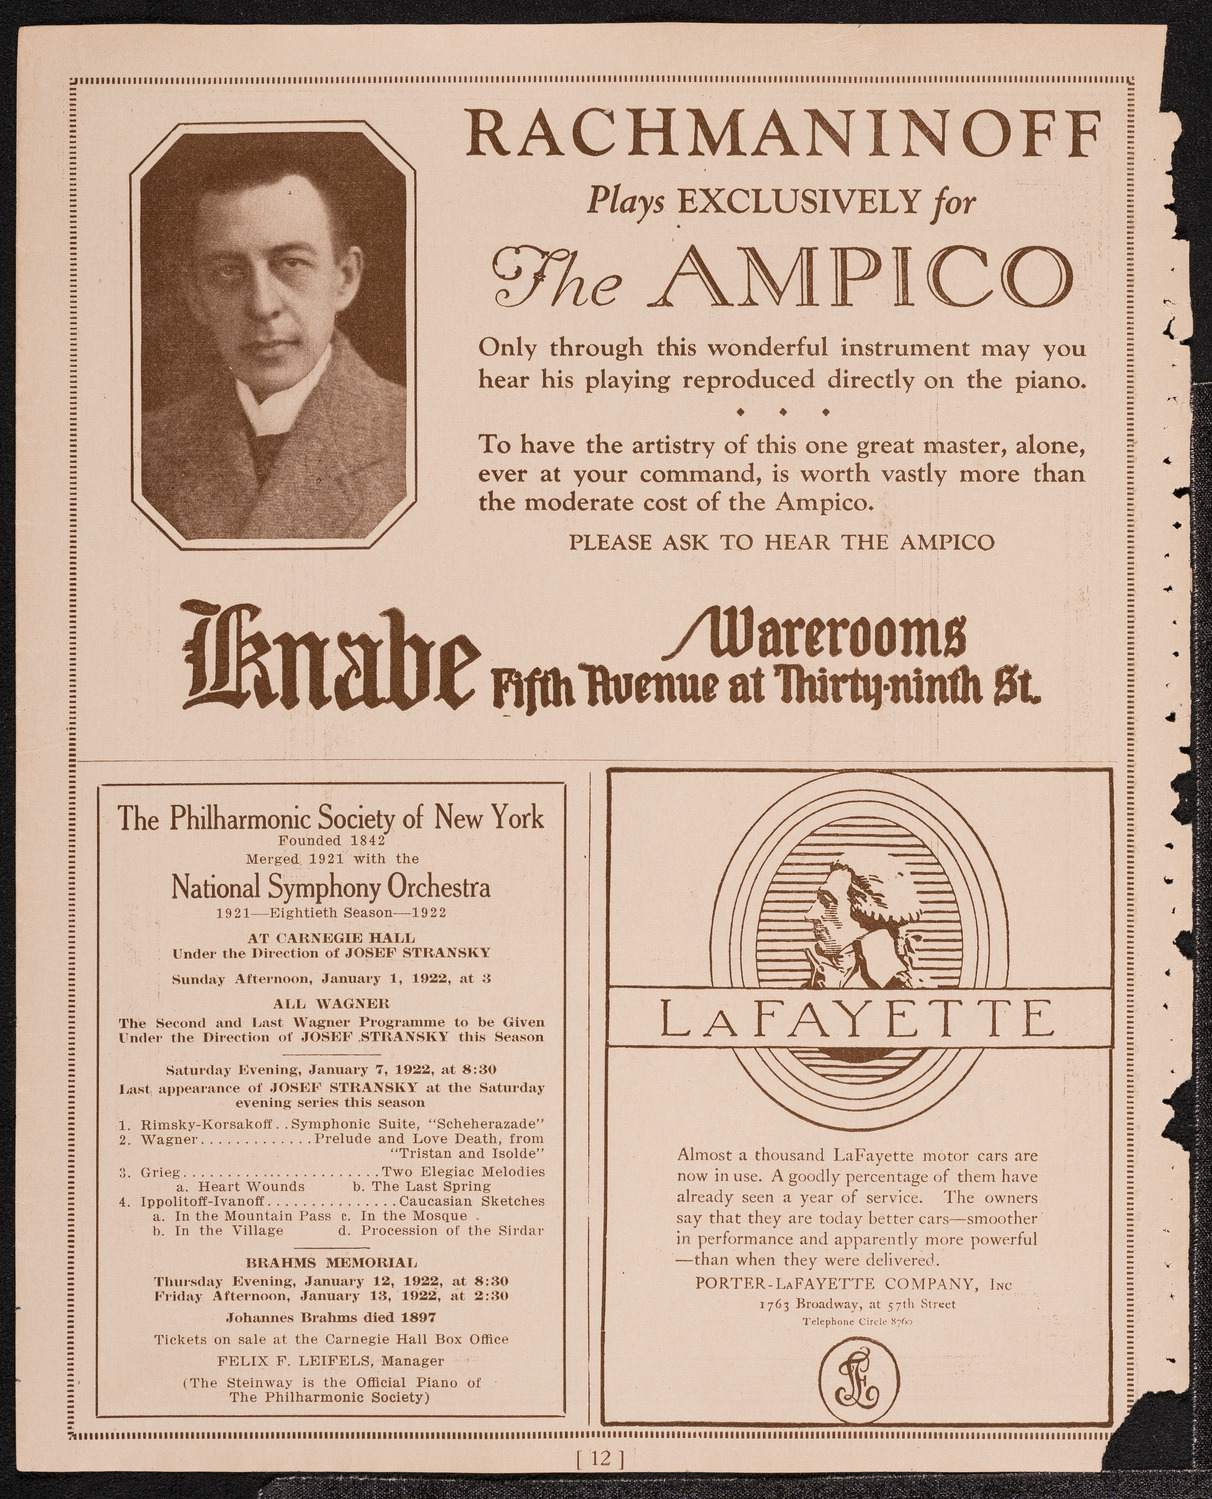 RACHMANINOFF
Plays EXCLUSIVELY for
The AMPICO
Only through this wonderful instrument may you
hear his playing reproduced directly on the piano.
To have the artistry of this one great master, alone,
ever at your command, is worth vastly more than
the moderate cost of the Ampico.
PLEASE ASK TO HEAR THE AMPICO
Knabe Warerooms
Fifth Avenue at Thirty-ninth St.
The Philharmonic Society of New York
Founded 1842
Merged 1921 with the
National Symphony Orchestra
1921—Eightieth Season—1922
AT CARNEGIE HALL
Under the Direction of JOSEF STRANSKY
Sunday Afternoon, January 1, 1922, at 3
ALL WAGNER
The Second and Last Wagner Programme to be Given
Under the Direction of JOSEF STRANSKY this Season
Saturday Evening, January 7, 1922, at 8:30
Last appearance of JOSEF STRANSKY at the Saturday
evening series this season
1. Rimsky-Korsakoff..Symphonic Suite, "Scheherazade"
2. Wagner.............Prelude and Love Death, from
"Tristan and Isolde"
3. Grieg......................Two Elegiac Melodies
a. Heart Wounds b. The Last Spring
4. Ippolitoff-Ivanoff...............Caucasian Sketches
a. In the Mountain Pass c. In the Mosque
b. In the Village d. Procession of the Sirdar
BRAHMS MEMORIAL
Thursday Evening, January 12, 1922, at 8:30
Friday Afternoon, January 13, 1922, at 2:30
Johannes Brahms died 1897
Tickets on sale at the Carnegie Hall Box Office
FELIX F. LEIFELS, Manager
(The Steinway is the Official Piano of
The Philharmonic Society)
LAFAYETTE
Almost a thousand LaFayette motor cars are
now in use. A goodly percentage of them have
already seen a year of service. The owners
say that they are today better cars—smoother
in performance and apparently more powerful
—than when they were delivered.
PORTER-LAFAYETTE COMPANY, INC
1763 Broadway, at 57th Street
Telephone Circle 8760
[ 12 ]